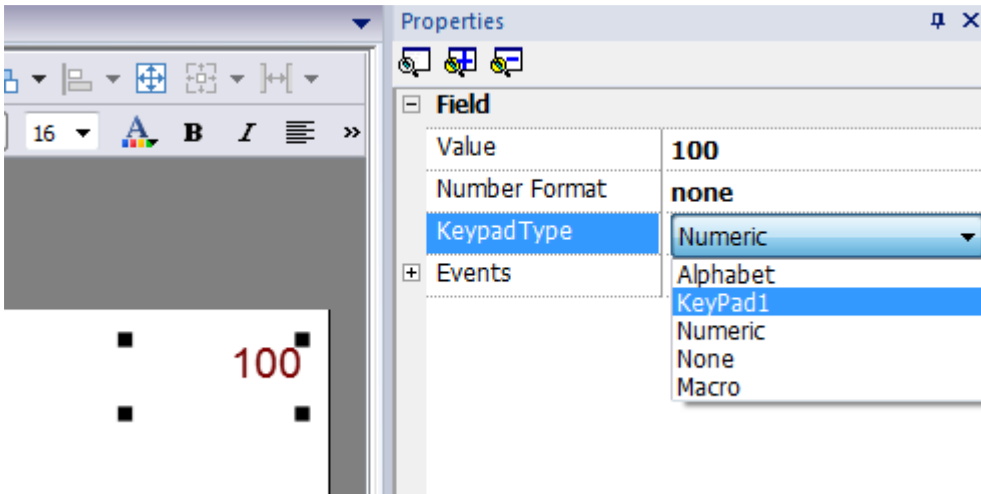 Properties
Field
16 A B I »
Value 100
Number Format none
KeypadType Numeric
Events Alphabet
KeyPad1
Numeric
None
Macro
100